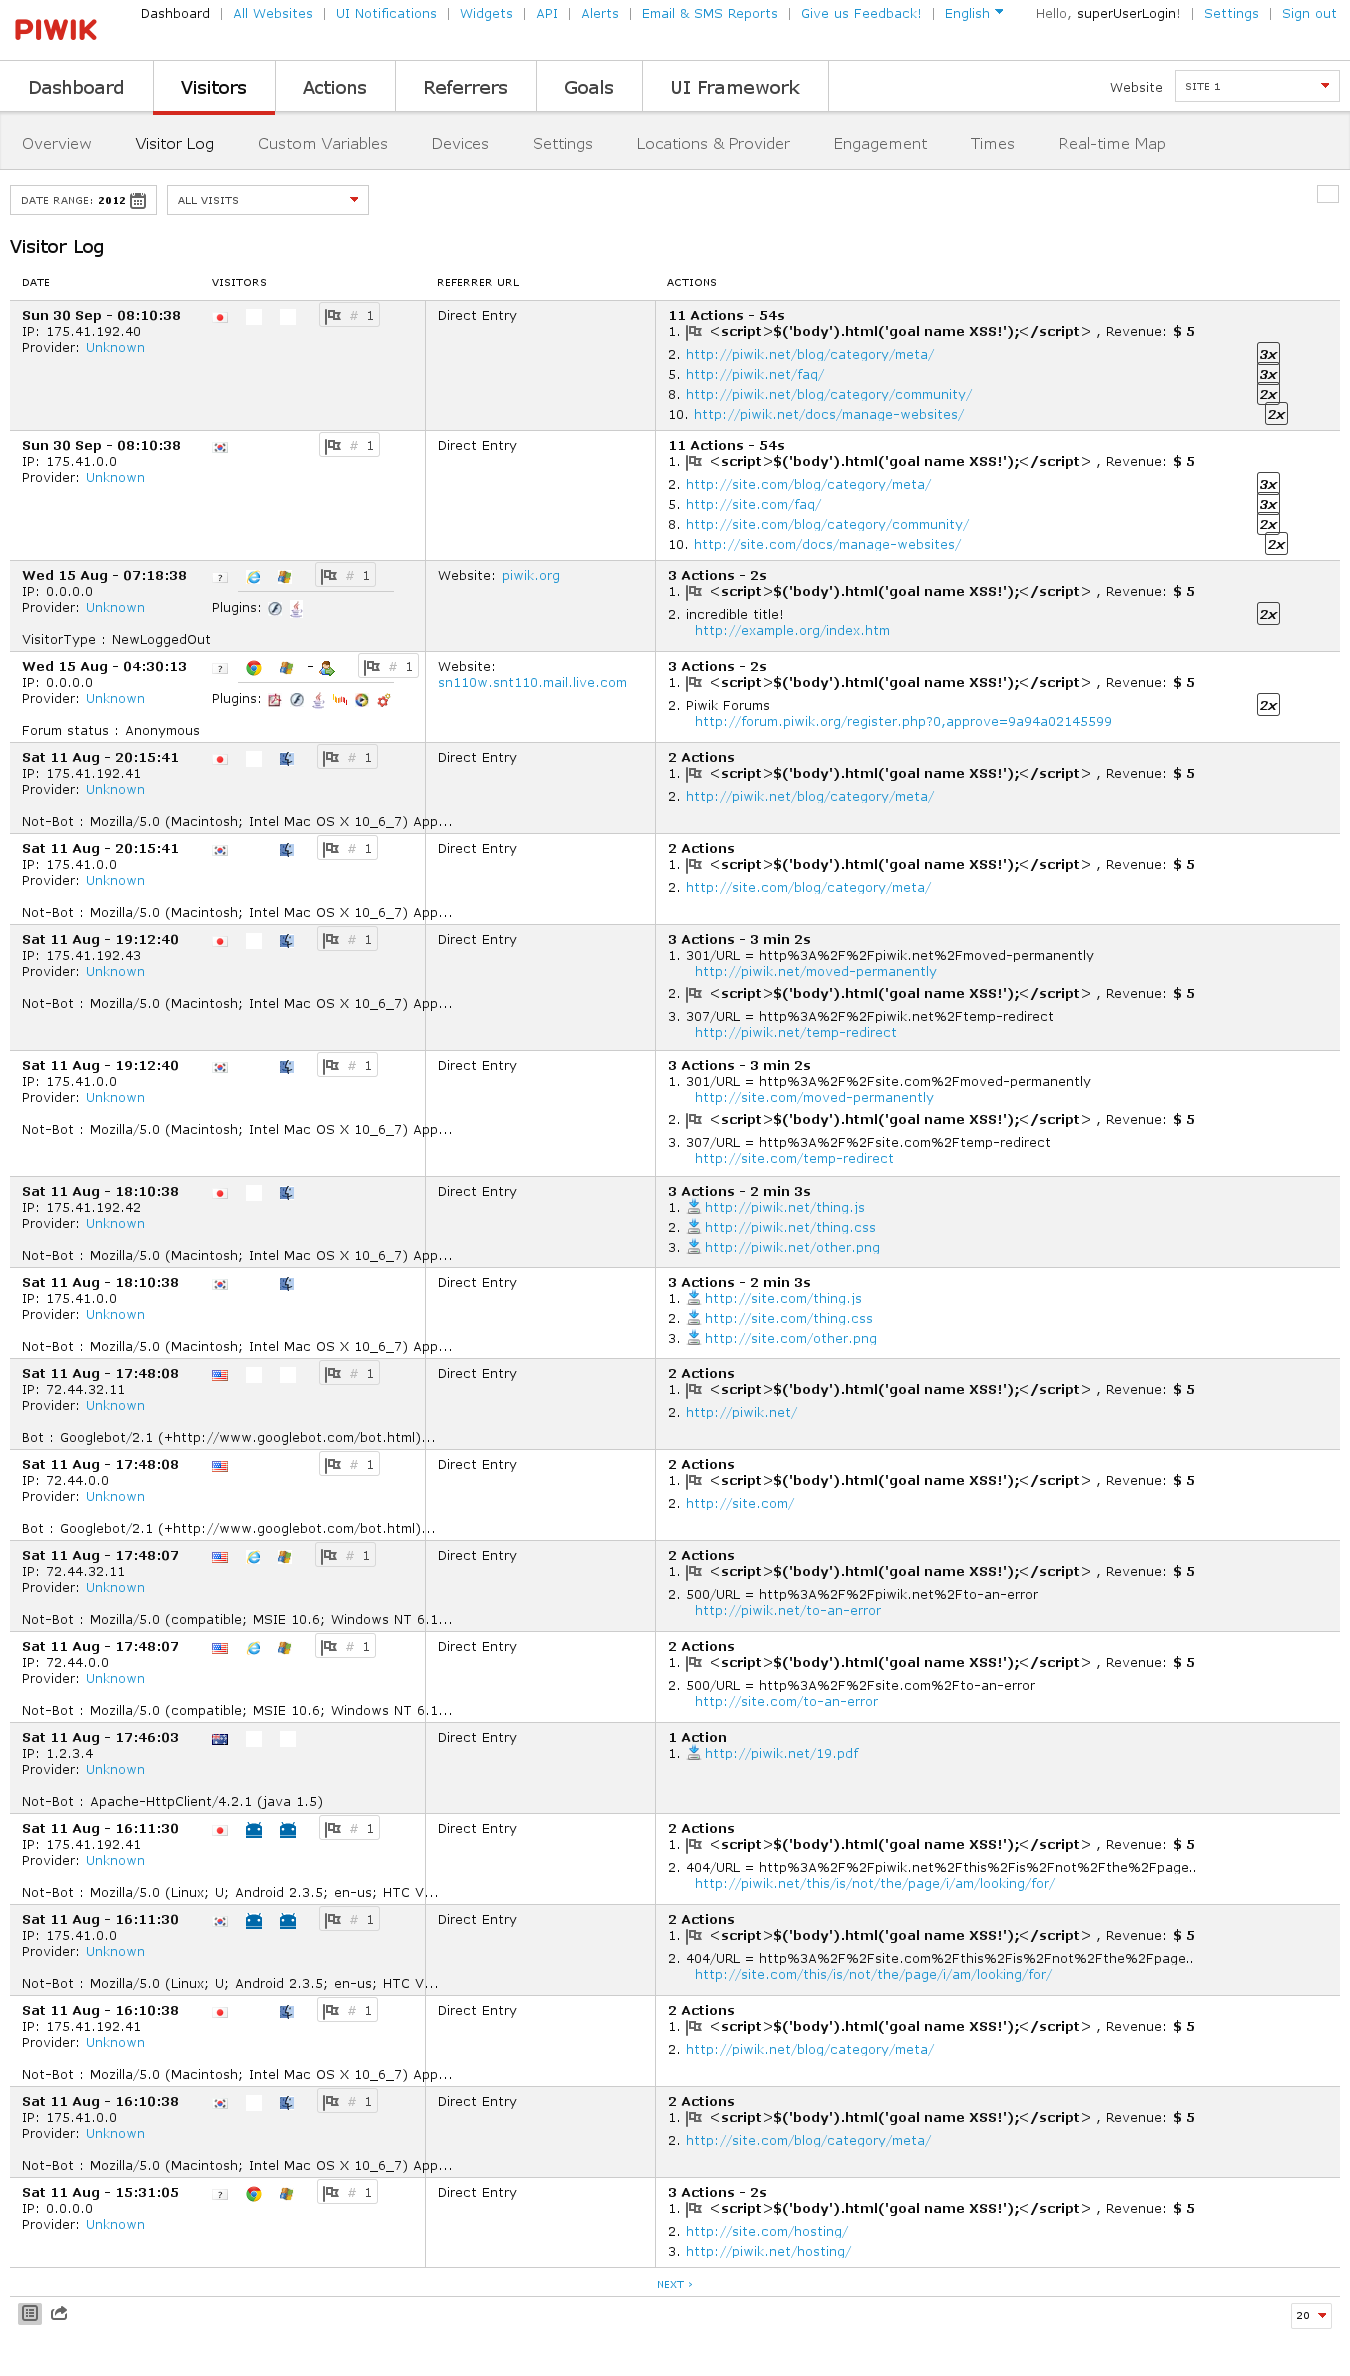 Dashboard | All Websites | UI Notifications | Widgets | API | Alerts | Email & SMS Reports | Give us Feedback! | English Hello, superUserLogin! | Settings | Sign out
PIWIK
Dashboard Visitors Actions Referrers Goals UI Framework Website SITE 1
Overview Visitor Log Custom Variables Devices Settings Locations & Provider Engagement Times Real-time Map
DATE RANGE: 2012 ALL VISITS
Visitor Log
DATE VISITORS REFERRER URL ACTIONS
Sun 30 Sep - 08:10:38 # 1 Direct Entry 11 Actions - 54s
IP: 175.41.192.40 1. <script>$('body').html('goal name XSS!');</script> , Revenue: $ 5
Provider: Unknown
2. http://piwik.net/blog/category/meta/ 3x
5. http://piwik.net/faq/ 3x
8. http://piwik.net/blog/category/community/ 2x
10. http://piwik.net/docs/manage-websites/ 2x
Sun 30 Sep - 08:10:38 # 1 Direct Entry 11 Actions - 54s
IP: 175.41.0.0 1. <script>$('body').html('goal name XSS!');</script> , Revenue: $ 5
Provider: Unknown
2. http://site.com/blog/category/meta/ 3x
5. http://site.com/faq/ 3x
8. http://site.com/blog/category/community/ 2x
10. http://site.com/docs/manage-websites/ 2x
Wed 15 Aug - 07:18:38 ? # 1 Website: piwik.org 3 Actions - 2s
IP: 0.0.0.0 1. <script>$('body').html('goal name XSS!');</script> , Revenue: $ 5
Provider: Unknown Plugins:
2. incredible title! 2x
http://example.org/index.htm
VisitorType : NewLoggedOut
Wed 15 Aug - 04:30:13 ? - # 1 Website: 3 Actions - 2s
IP: 0.0.0.0 sn110w.snt110.mail.live.com 1. <script>$('body').html('goal name XSS!');</script> , Revenue: $ 5
Provider: Unknown Plugins:
2. Piwik Forums 2x
http://forum.piwik.org/register.php?0,approve=9a94a02145599
Forum status : Anonymous
Sat 11 Aug - 20:15:41 # 1 Direct Entry 2 Actions
IP: 175.41.192.41 1. <script>$('body').html('goal name XSS!');</script> , Revenue: $ 5
Provider: Unknown
2. http://piwik.net/blog/category/meta/
Not-Bot : Mozilla/5.0 (Macintosh; Intel Mac OS X 10_6_7) App...
Sat 11 Aug - 20:15:41 # 1 Direct Entry 2 Actions
IP: 175.41.0.0 1. <script>$('body').html('goal name XSS!');</script> , Revenue: $ 5
Provider: Unknown
2. http://site.com/blog/category/meta/
Not-Bot : Mozilla/5.0 (Macintosh; Intel Mac OS X 10_6_7) App...
Sat 11 Aug - 19:12:40 # 1 Direct Entry 3 Actions - 3 min 2s
IP: 175.41.192.43 1. 301/URL = http%3A%2F%2Fpiwik.net%2Fmoved-permanently
Provider: Unknown http://piwik.net/moved-permanently
2. <script>$('body').html('goal name XSS!');</script> , Revenue: $ 5
Not-Bot : Mozilla/5.0 (Macintosh; Intel Mac OS X 10_6_7) App...
3. 307/URL = http%3A%2F%2Fpiwik.net%2Ftemp-redirect
http://piwik.net/temp-redirect
Sat 11 Aug - 19:12:40 # 1 Direct Entry 3 Actions - 3 min 2s
IP: 175.41.0.0 1. 301/URL = http%3A%2F%2Fsite.com%2Fmoved-permanently
Provider: Unknown http://site.com/moved-permanently
2. <script>$('body').html('goal name XSS!');</script> , Revenue: $ 5
Not-Bot : Mozilla/5.0 (Macintosh; Intel Mac OS X 10_6_7) App...
3. 307/URL = http%3A%2F%2Fsite.com%2Ftemp-redirect
http://site.com/temp-redirect
Sat 11 Aug - 18:10:38 Direct Entry 3 Actions - 2 min 3s
IP: 175.41.192.42 1. http://piwik.net/thing.js
Provider: Unknown 2. http://piwik.net/thing.css
3. http://piwik.net/other.png
Not-Bot : Mozilla/5.0 (Macintosh; Intel Mac OS X 10_6_7) App...
Sat 11 Aug - 18:10:38 Direct Entry 3 Actions - 2 min 3s
IP: 175.41.0.0 1. http://site.com/thing.js
Provider: Unknown 2. http://site.com/thing.css
3. http://site.com/other.png
Not-Bot : Mozilla/5.0 (Macintosh; Intel Mac OS X 10_6_7) App...
Sat 11 Aug - 17:48:08 # 1 Direct Entry 2 Actions
IP: 72.44.32.11 1. <script>$('body').html('goal name XSS!');</script> , Revenue: $ 5
Provider: Unknown
2. http://piwik.net/
Bot : Googlebot/2.1 (+http://www.googlebot.com/bot.html)...
Sat 11 Aug - 17:48:08 # 1 Direct Entry 2 Actions
IP: 72.44.0.0 1. <script>$('body').html('goal name XSS!');</script> , Revenue: $ 5
Provider: Unknown
2. http://site.com/
Bot : Googlebot/2.1 (+http://www.googlebot.com/bot.html)...
Sat 11 Aug - 17:48:07 # 1 Direct Entry 2 Actions
IP: 72.44.32.11 1. <script>$('body').html('goal name XSS!');</script> , Revenue: $ 5
Provider: Unknown
2. 500/URL = http%3A%2F%2Fpiwik.net%2Fto-an-error
http://piwik.net/to-an-error
Not-Bot : Mozilla/5.0 (compatible; MSIE 10.6; Windows NT 6.1...
Sat 11 Aug - 17:48:07 # 1 Direct Entry 2 Actions
IP: 72.44.0.0 1. <script>$('body').html('goal name XSS!');</script> , Revenue: $ 5
Provider: Unknown
2. 500/URL = http%3A%2F%2Fsite.com%2Fto-an-error
http://site.com/to-an-error
Not-Bot : Mozilla/5.0 (compatible; MSIE 10.6; Windows NT 6.1...
Sat 11 Aug - 17:46:03 Direct Entry 1 Action
IP: 1.2.3.4 1. http://piwik.net/19.pdf
Provider: Unknown
Not-Bot : Apache-HttpClient/4.2.1 (java 1.5)
Sat 11 Aug - 16:11:30 # 1 Direct Entry 2 Actions
IP: 175.41.192.41 1. <script>$('body').html('goal name XSS!');</script> , Revenue: $ 5
Provider: Unknown
2. 404/URL = http%3A%2F%2Fpiwik.net%2Fthis%2Fis%2Fnot%2Fthe%2Fpage..
http://piwik.net/this/is/not/the/page/i/am/looking/for/
Not-Bot : Mozilla/5.0 (Linux; U; Android 2.3.5; en-us; HTC V...
Sat 11 Aug - 16:11:30 # 1 Direct Entry 2 Actions
IP: 175.41.0.0 1. <script>$('body').html('goal name XSS!');</script> , Revenue: $ 5
Provider: Unknown
2. 404/URL = http%3A%2F%2Fsite.com%2Fthis%2Fis%2Fnot%2Fthe%2Fpage..
http://site.com/this/is/not/the/page/i/am/looking/for/
Not-Bot : Mozilla/5.0 (Linux; U; Android 2.3.5; en-us; HTC V...
Sat 11 Aug - 16:10:38 # 1 Direct Entry 2 Actions
IP: 175.41.192.41 1. <script>$('body').html('goal name XSS!');</script> , Revenue: $ 5
Provider: Unknown
2. http://piwik.net/blog/category/meta/
Not-Bot : Mozilla/5.0 (Macintosh; Intel Mac OS X 10_6_7) App...
Sat 11 Aug - 16:10:38 # 1 Direct Entry 2 Actions
IP: 175.41.0.0 1. <script>$('body').html('goal name XSS!');</script> , Revenue: $ 5
Provider: Unknown
2. http://site.com/blog/category/meta/
Not-Bot : Mozilla/5.0 (Macintosh; Intel Mac OS X 10_6_7) App...
Sat 11 Aug - 15:31:05 ? # 1 Direct Entry 3 Actions - 2s
IP: 0.0.0.0 1. <script>$('body').html('goal name XSS!');</script> , Revenue: $ 5
Provider: Unknown
2. http://site.com/hosting/
3. http://piwik.net/hosting/
NEXT ›
20